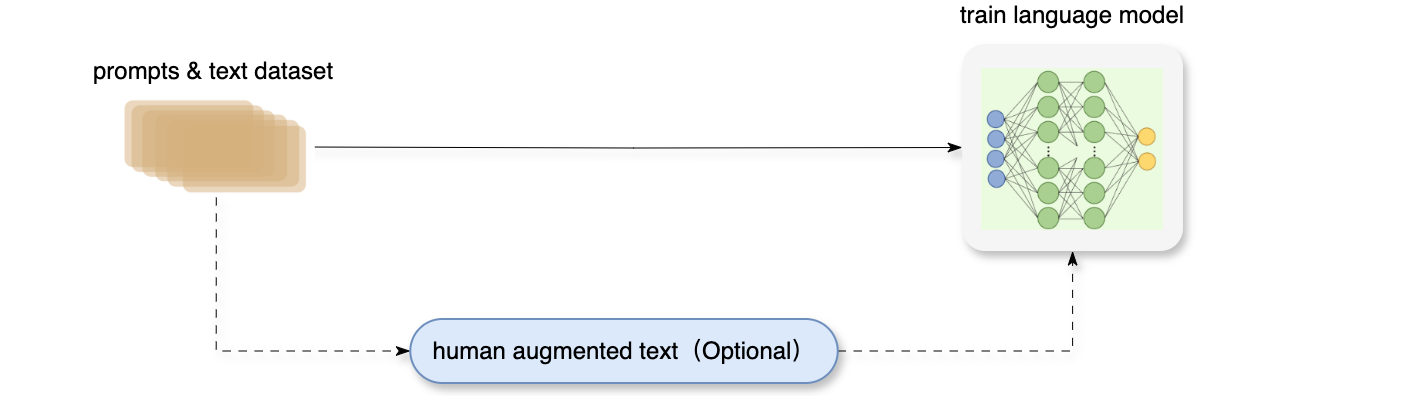 train language model
prompts & text dataset
human augmented text（Optional）